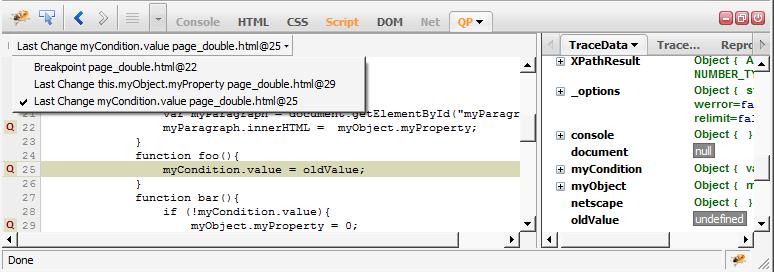 Console HTML CSS Script DOM Net QP
Last Change myCondition.value page_double.html@25
Breakpoint page_double.html@22
Last Change this.myObject.myProperty page_double.html@29
Last Change myCondition.value page_double.html@25
var myParagraph = document.getElementById("myParag
Q 22 myParagraph.innerHTML = myObject.myProperty;
23 }
24 function foo(){
Q 25 myCondition.value = oldValue;
26 }
27 function bar(){
28 if (!myCondition.value){
Q 29 myObject.myProperty = 0;
TraceData Trace... Repro
XPathResult Object { A
NUMBER_TY
_options Object { s
werror=fa
relimit=fal
console Object { }
document null
myCondition Object { va
myObject Object { m
netscape Object { }
oldValue undefined
Done